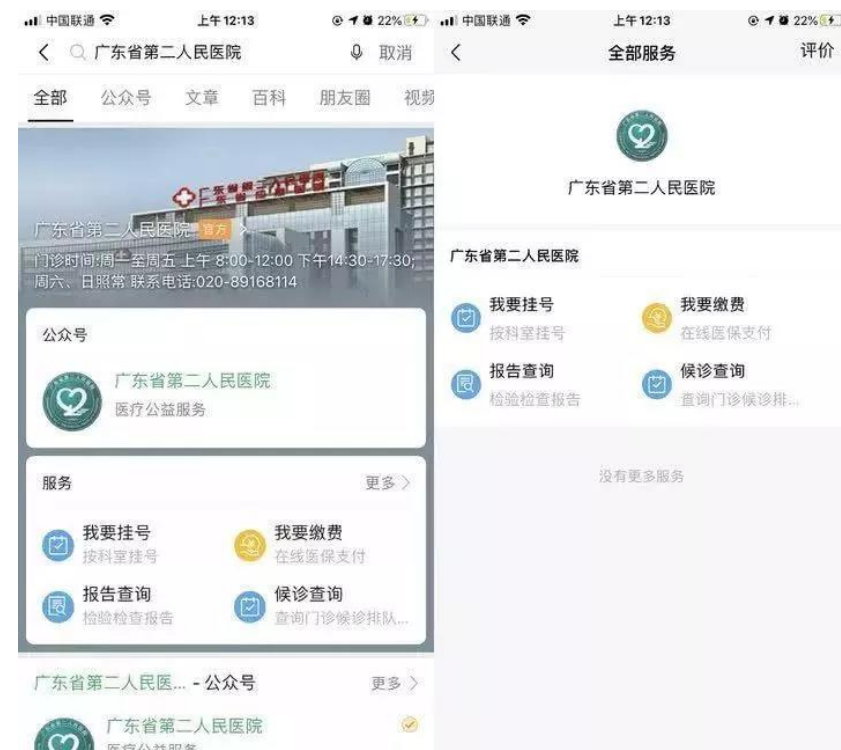 中国联通 上午12:13 22%
广东省第二人民医院 取消
全部 公众号 文章 百科 朋友圈 视频
广东省第二人民医院
广东省第二人民医院 官方
门诊时间:周一至周五 上午 8:00-12:00 下午14:30-17:30;
周六、日照常 联系电话:020-89168114
公众号
广东省第二人民医院
医疗公益服务
服务 更多
我要挂号 我要缴费
按科室挂号 在线医保支付
报告查询 候诊查询
检验检查报告 查询门诊候诊排队...
广东省第二人民医... - 公众号 更多
广东省第二人民医院
医疗公益服务
中国联通 上午12:13 22%
全部服务 评价
广东省第二人民医院
广东省第二人民医院
我要挂号 我要缴费
按科室挂号 在线医保支付
报告查询 候诊查询
检验检查报告 查询门诊候诊排...
没有更多服务